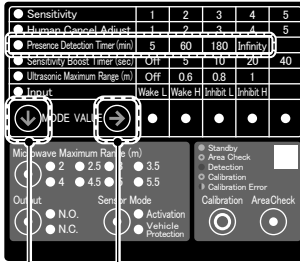 Sensitivity 1 2 3 4 5
Human Cancel Adjust 1 2 3 4 5
Presence Detection Timer (min) 5 60 180 Infinity
Sensitivity Boost Timer (sec) Off 5 10 20 40
Ultrasonic Maximum Range (m) Off 0.6 0.8 1
Input Wake L Wake H Inhibit L Inhibit H
MODE VALUE
Microwave Maximum Range (m)
2 2.5 3 3.5
4 4.5 5 5.5
Output Sensor Mode
N.O. Activation
N.C. Vehicle Protection
Standby
Area Check
Detection
Calibration
Calibration Error
Calibration AreaCheck